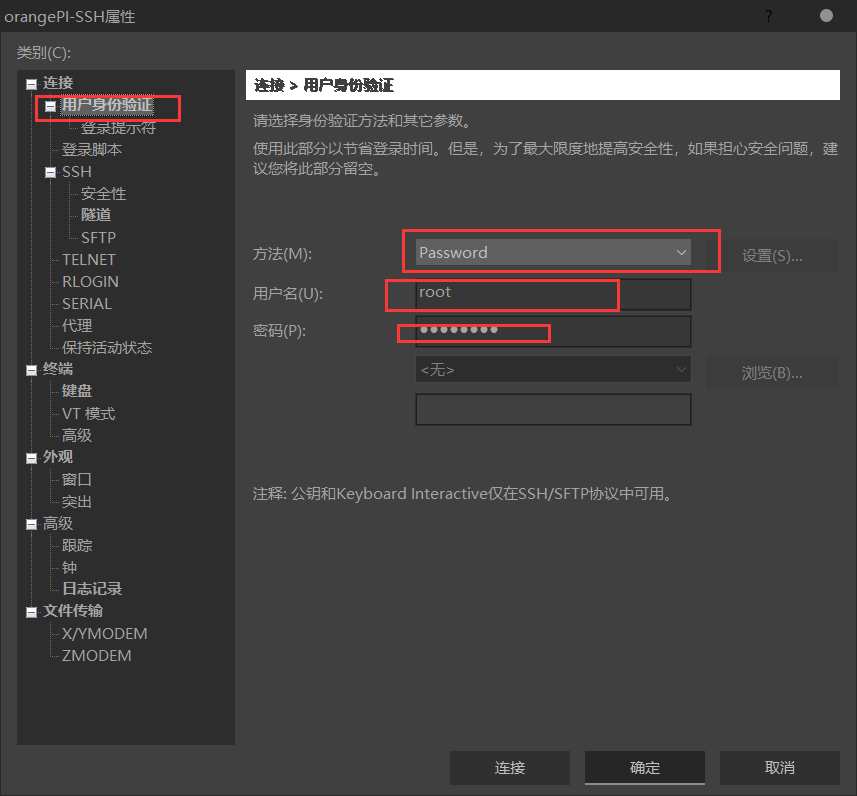 orangePI-SSH属性
?
类别(C):
连接
用户身份验证
登录提示符
登录脚本
SSH
安全性
隧道
SFTP
TELNET
RLOGIN
SERIAL
代理
保持活动状态
终端
键盘
VT 模式
高级
外观
窗口
突出
高级
跟踪
钟
日志记录
文件传输
X/YMODEM
ZMODEM
连接 > 用户身份验证
请选择身份验证方法和其它参数。
使用此部分以节省登录时间。但是，为了最大限度地提高安全性，如果担心安全问题，建
议您将此部分留空。
方法(M):
Password
设置(S)...
用户名(U):
root
密码(P):
●●●●●●●●
<无>
浏览(B)...
注释: 公钥和Keyboard Interactive仅在SSH/SFTP协议中可用。
连接
确定
取消